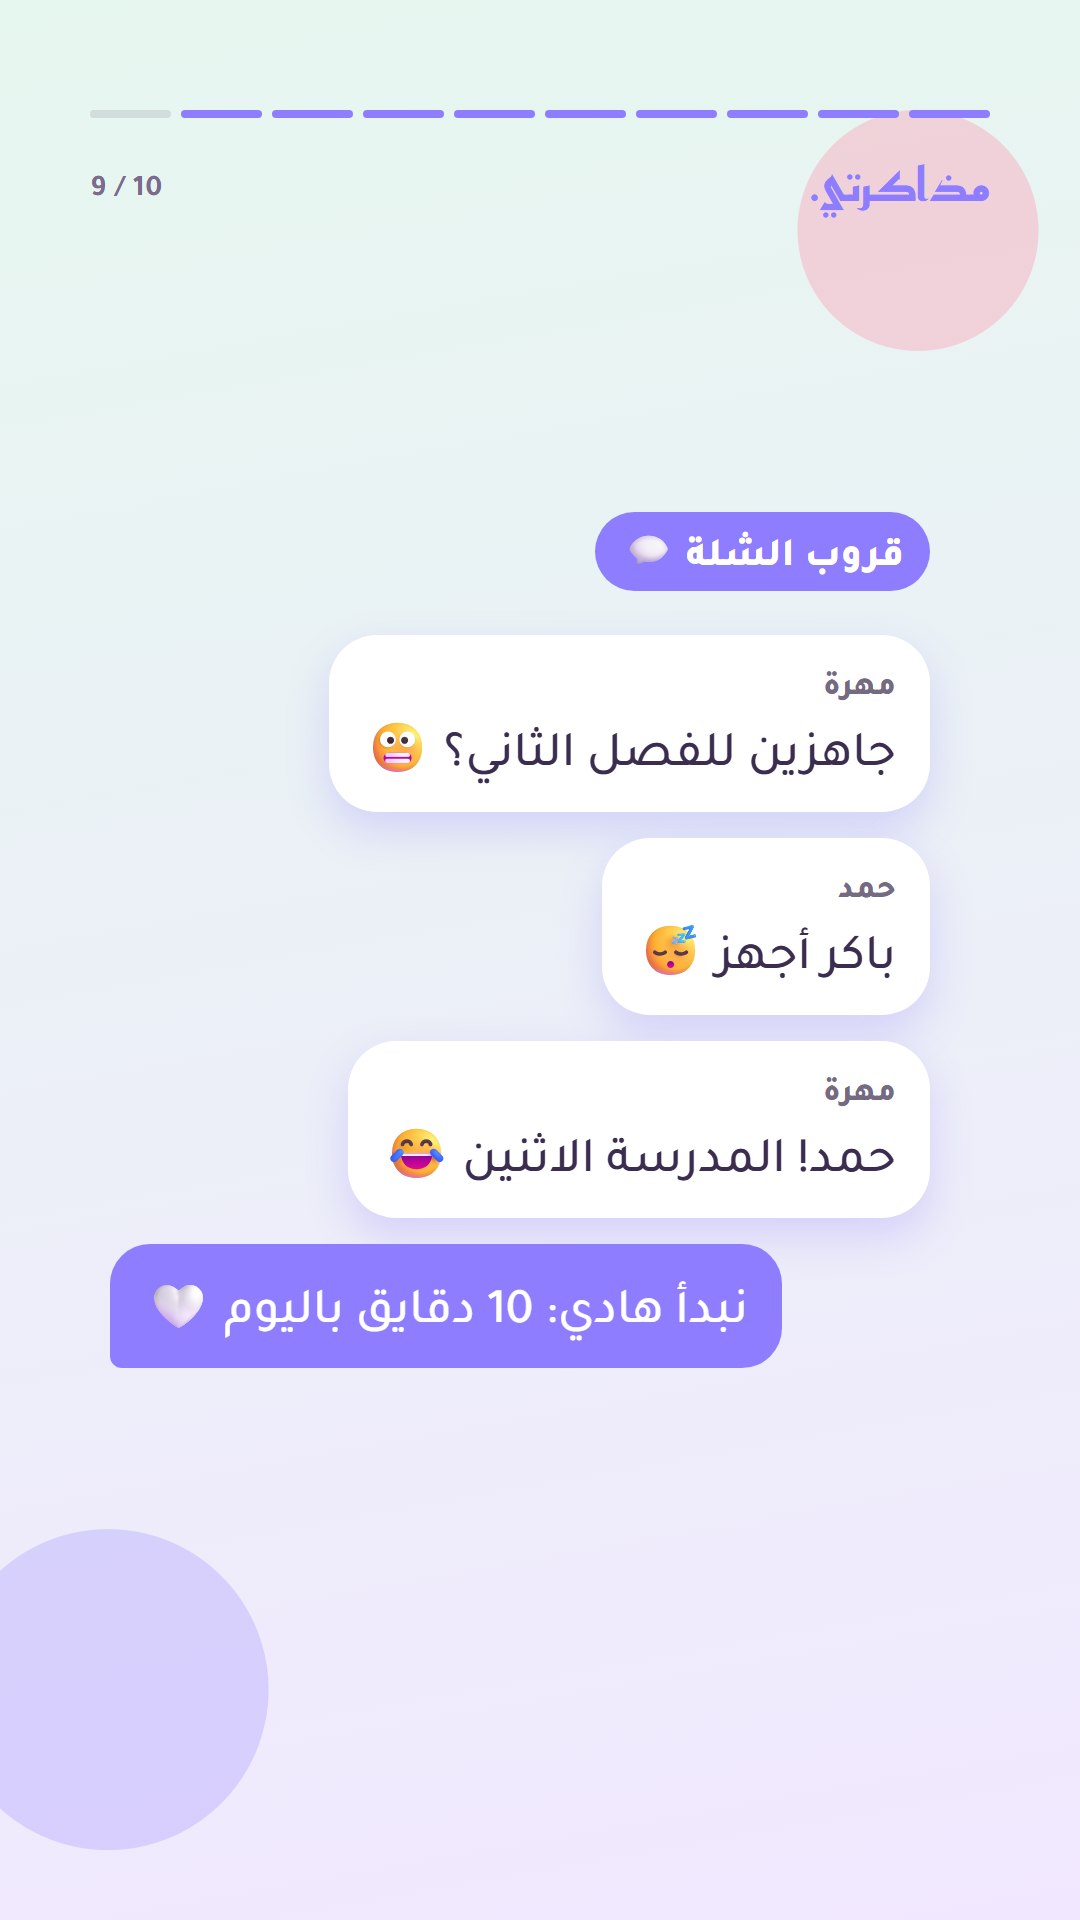 مذاكرتي.
9 / 10
قروب الشلة 💬
مهرة
جاهزين للفصل الثاني؟ 😬
حمد
باكر أجهز 😴
مهرة
حمد! المدرسة الاثنين 😂
نبدأ هادي: 10 دقايق باليوم 🤍